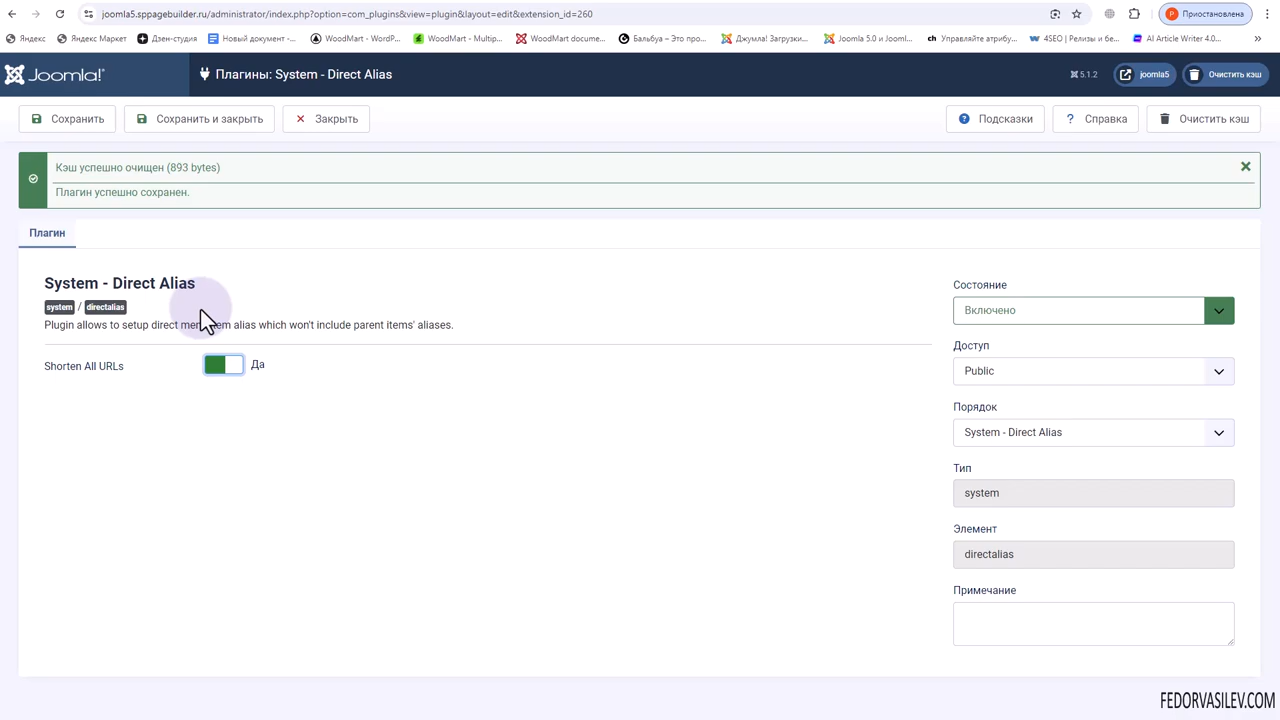 joomla5.sppagebuilder.ru/administrator/index.php?option=com_plugins&view=plugin&layout=edit&extension_id=260
Приостановлена
Яндекс
Яндекс Маркет
Дзен-студия
Новый документ -...
WoodMart - WordP...
WoodMart - Multip...
WoodMart docume...
Бальбуа – Это про...
Джумла! Загрузки...
Joomla 5.0 и Jooml...
Управляйте атрибу...
4SEO | Релизы и бе...
AI Article Writer 4.0...
Joomla!
Плагины: System - Direct Alias
5.1.2
joomla5
Очистить кэш
Сохранить
Сохранить и закрыть
Закрыть
Подсказки
Справка
Очистить кэш
Кэш успешно очищен (893 bytes)
Плагин успешно сохранен.
Плагин
System - Direct Alias
system / directalias
Plugin allows to setup direct menu item alias which won't include parent items' aliases.
Shorten All URLs
Да
Состояние
Включено
Доступ
Public
Порядок
System - Direct Alias
Тип
system
Элемент
directalias
Примечание
FEDORVASILEV.COM